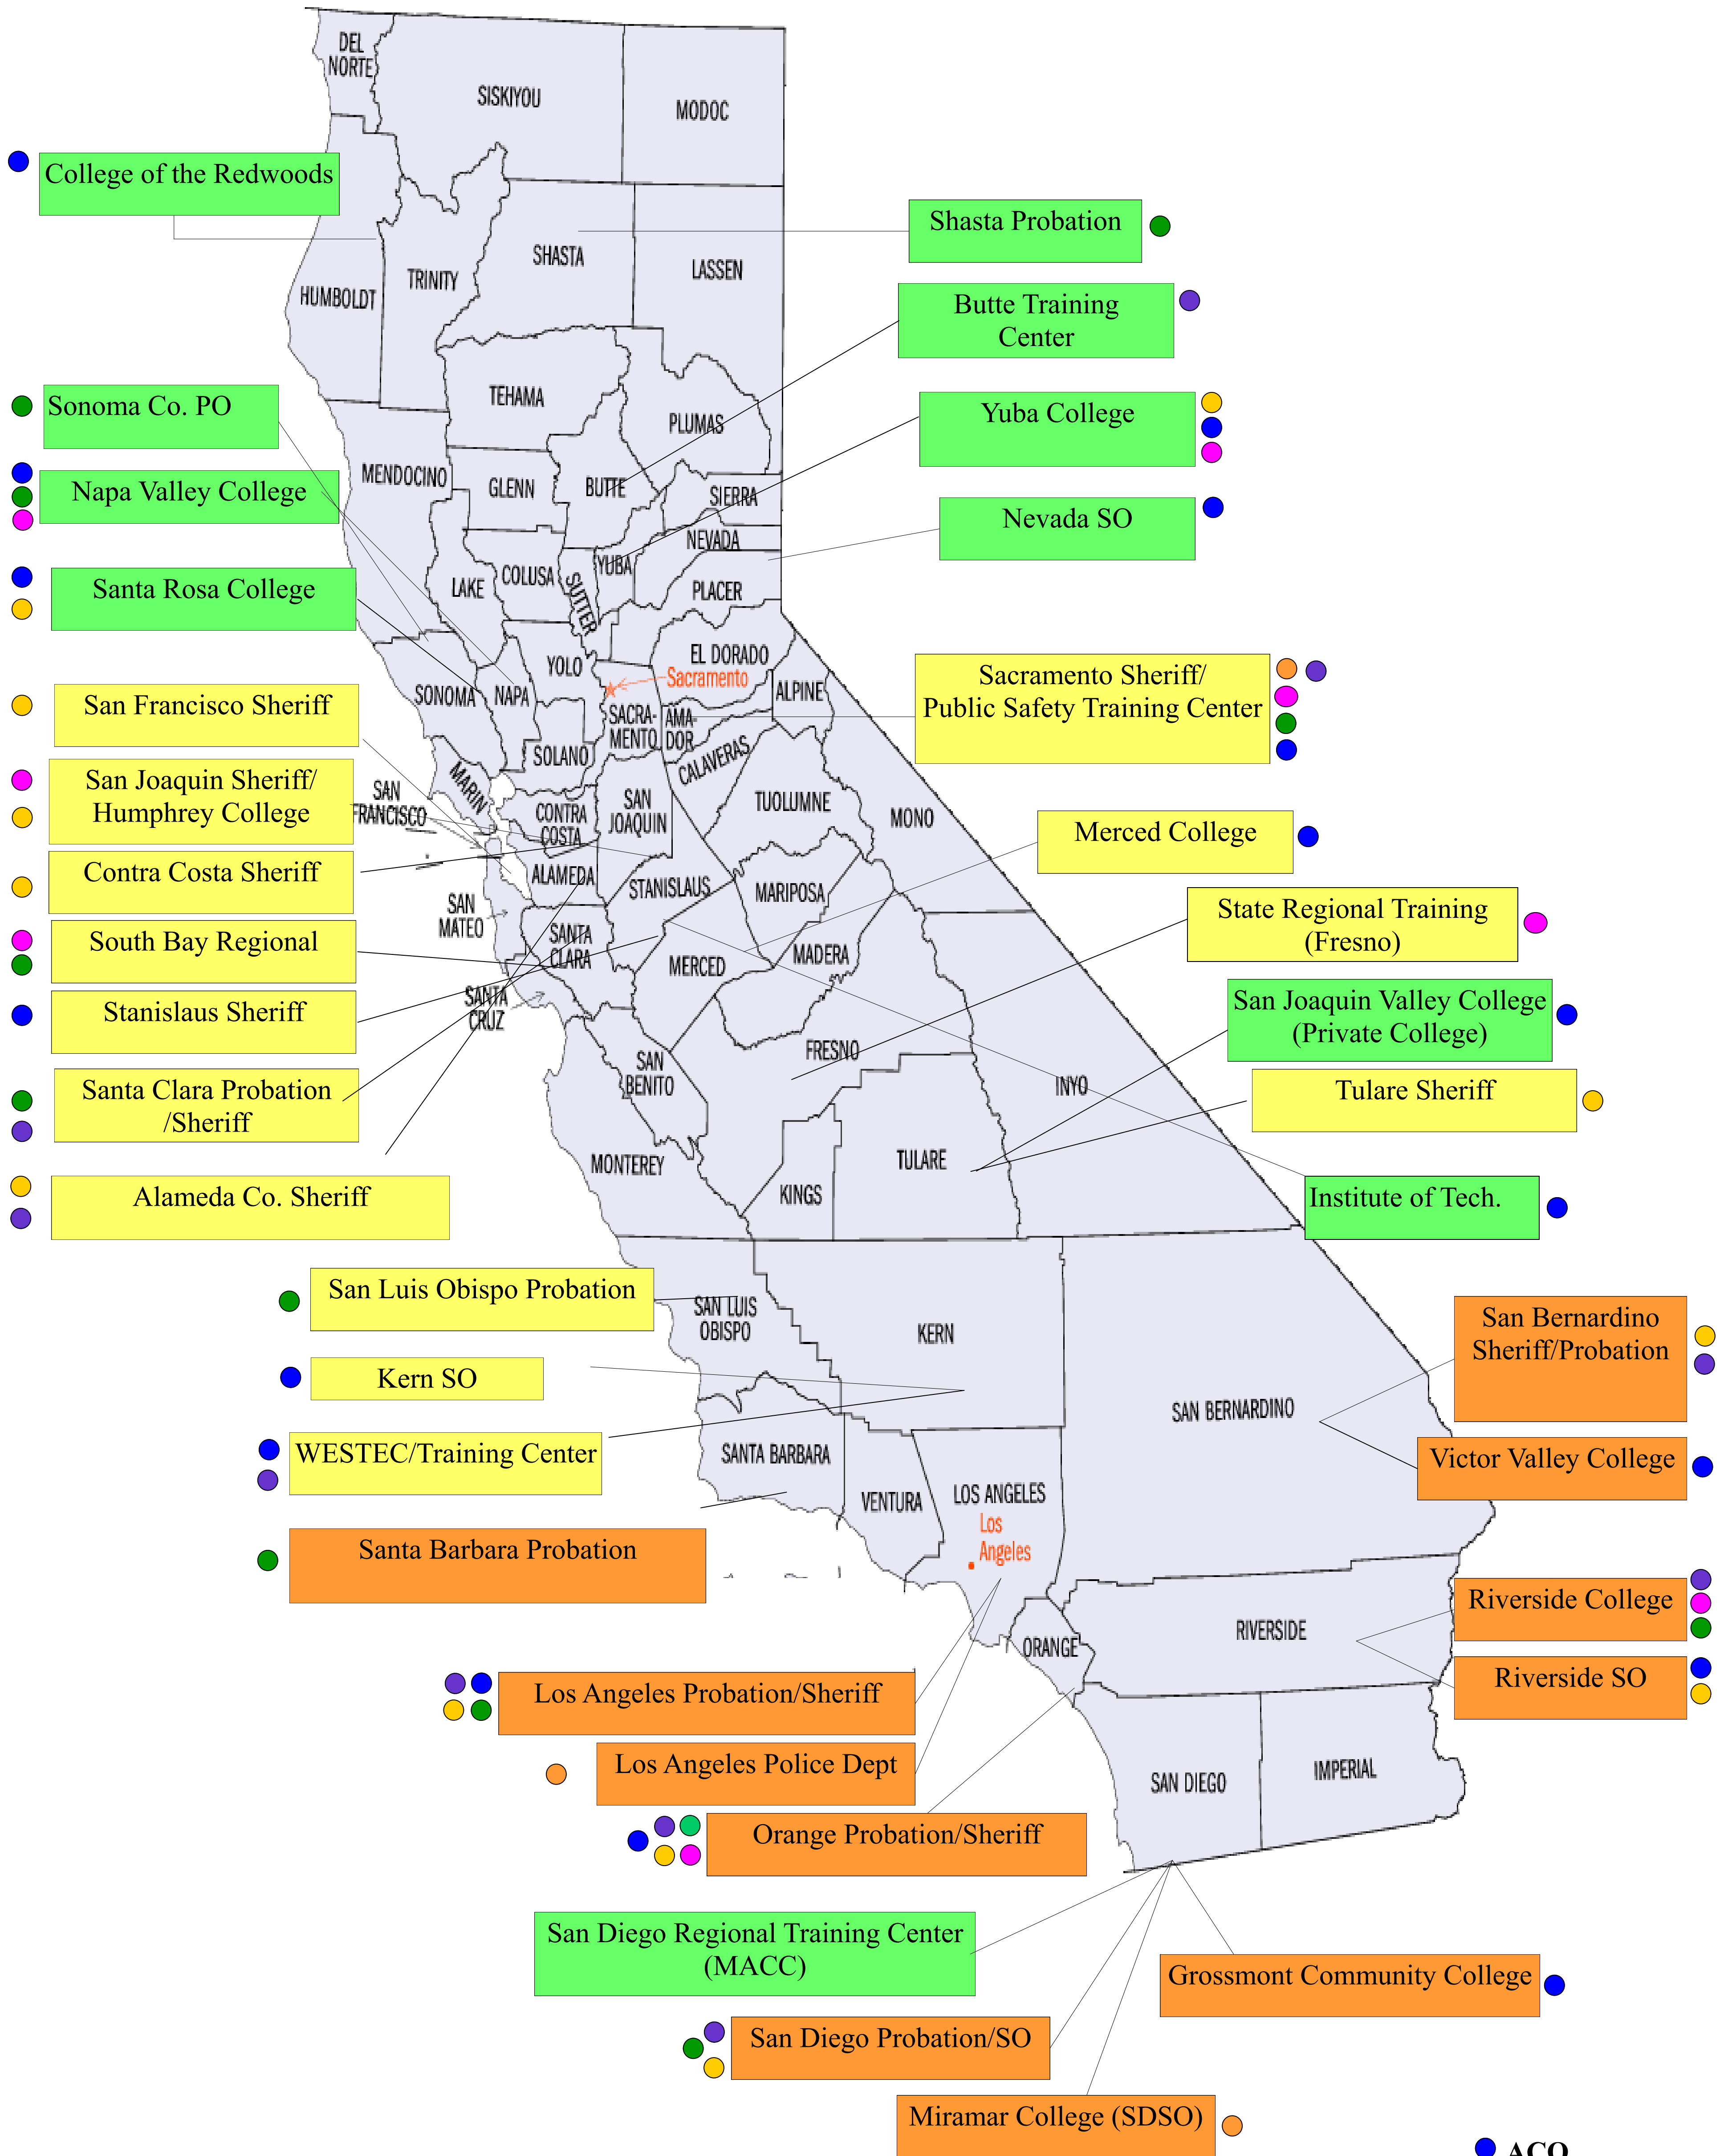 DEL
NORTE
SISKIYOU
MODOC
College of the Redwoods
Shasta Probation
SHASTA
LASSEN
TRINITY
HUMBOLDT
Butte Training
Center
TEHAMA
Sonoma Co. PO
Yuba College
PLUMAS
MENDOCINO
GLENN
BUTTE
SIERRA
Napa Valley College
Nevada SO
NEVADA
YUBA
COLUSA
LAKE
SUTTER
PLACER
Santa Rosa College
YOLO
EL DORADO
Sacramento
Sacramento Sheriff/
Public Safety Training Center
SONOMA
NAPA
ALPINE
San Francisco Sheriff
SACRA-
MENTO
AMA-
DOR
SOLANO
CALAVERAS
MARIN
San Joaquin Sheriff/
Humphrey College
SAN
FRANCISCO
CONTRA
COSTA
SAN
JOAQUIN
TUOLUMNE
MONO
Merced College
Contra Costa Sheriff
ALAMEDA
STANISLAUS
MARIPOSA
SAN
MATEO
State Regional Training
(Fresno)
South Bay Regional
SANTA
CLARA
MERCED
MADERA
Stanislaus Sheriff
SANTA
CRUZ
San Joaquin Valley College
(Private College)
FRESNO
SAN
BENITO
INYO
Santa Clara Probation
/Sheriff
Tulare Sheriff
MONTEREY
TULARE
KINGS
Alameda Co. Sheriff
Institute of Tech.
San Luis Obispo Probation
SAN LUIS
OBISPO
KERN
San Bernardino
Sheriff/Probation
Kern SO
SAN BERNARDINO
WESTEC/Training Center
SANTA BARBARA
Victor Valley College
VENTURA
LOS ANGELES
Los
Angeles
Santa Barbara Probation
Riverside College
RIVERSIDE
ORANGE
Riverside SO
Los Angeles Probation/Sheriff
Los Angeles Police Dept
SAN DIEGO
IMPERIAL
Orange Probation/Sheriff
San Diego Regional Training Center
(MACC)
Grossmont Community College
San Diego Probation/SO
Miramar College (SDSO)
ACO